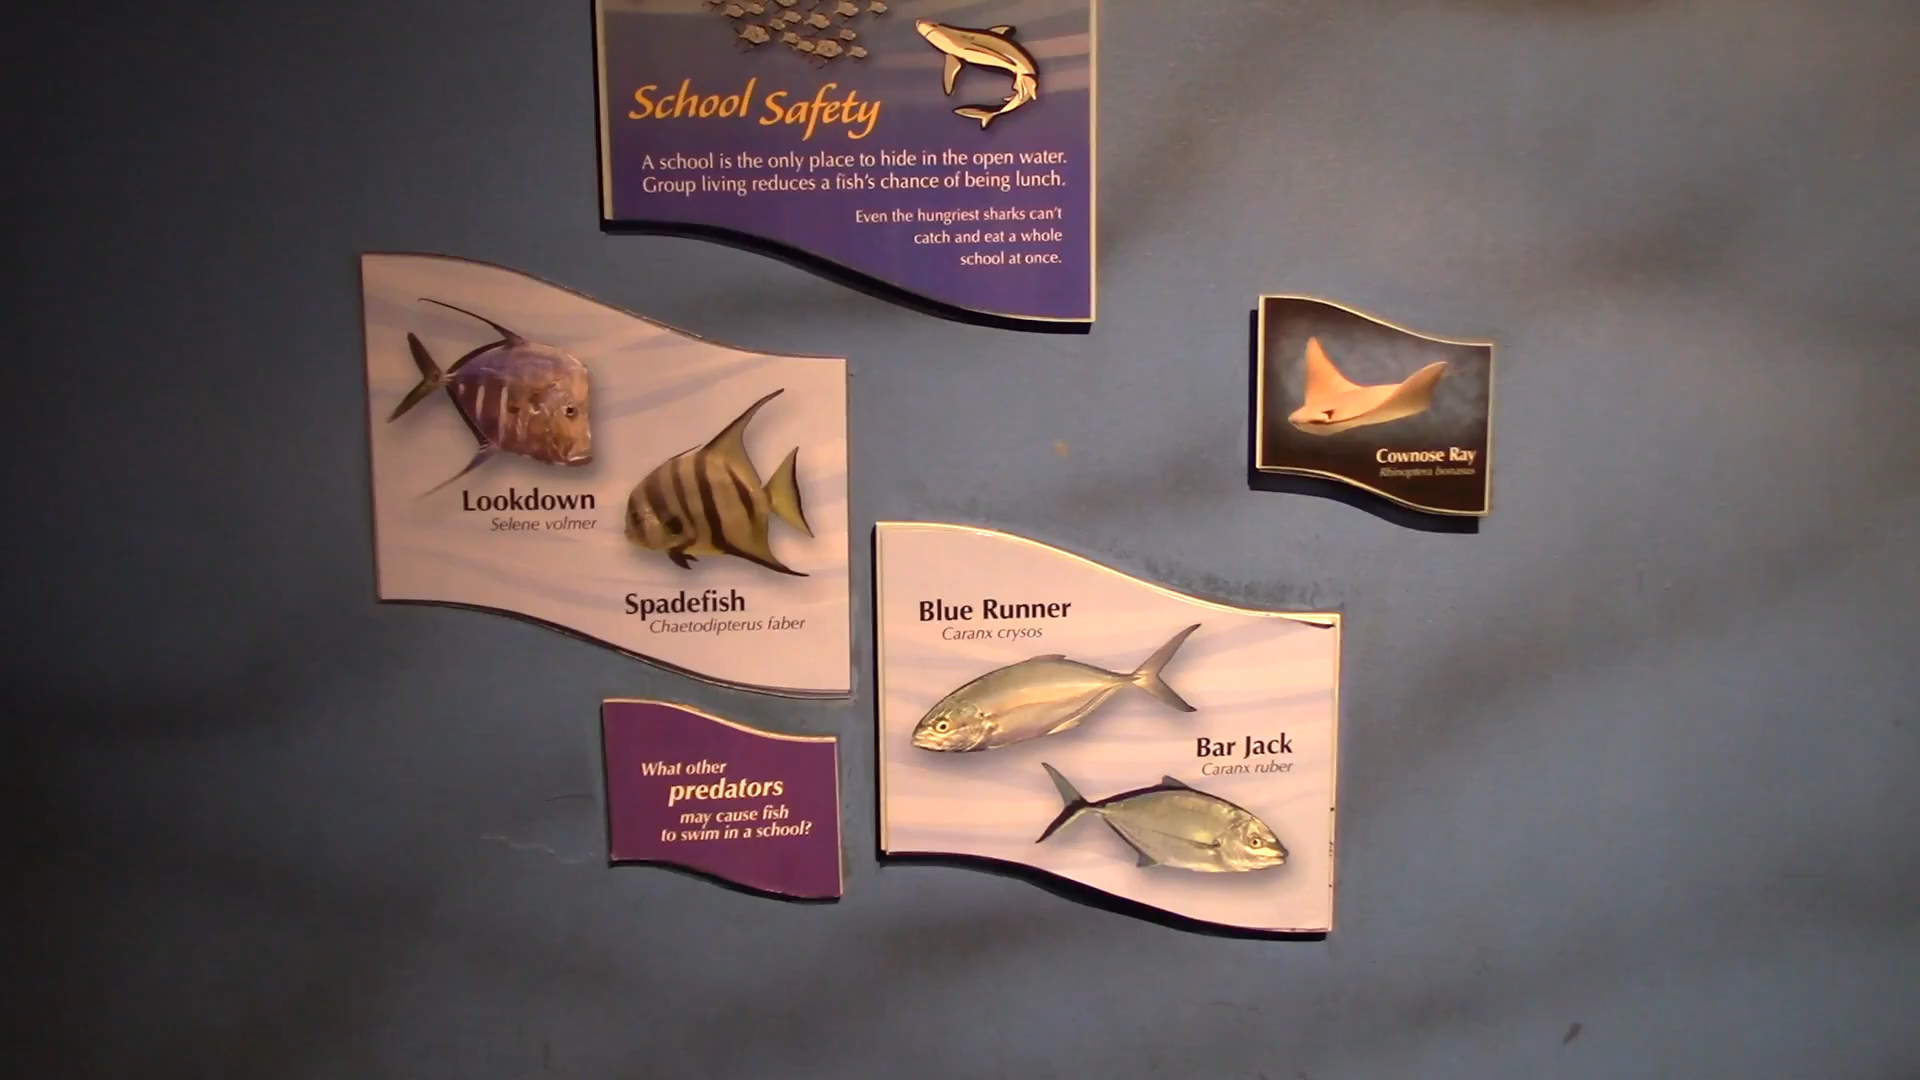 School Safety
A school is the only place to hide in the open water.
Group living reduces a fish's chance of being lunch.
Even the hungriest sharks can't
catch and eat a whole
school at once.
Lookdown
Selene volmer
Spadefish
Chaetodipterus faber
Cownose Ray
Rhinoptera bonasus
Blue Runner
Caranx crysos
Bar Jack
Caranx ruber
What other
predators
may cause fish
to swim in a school?